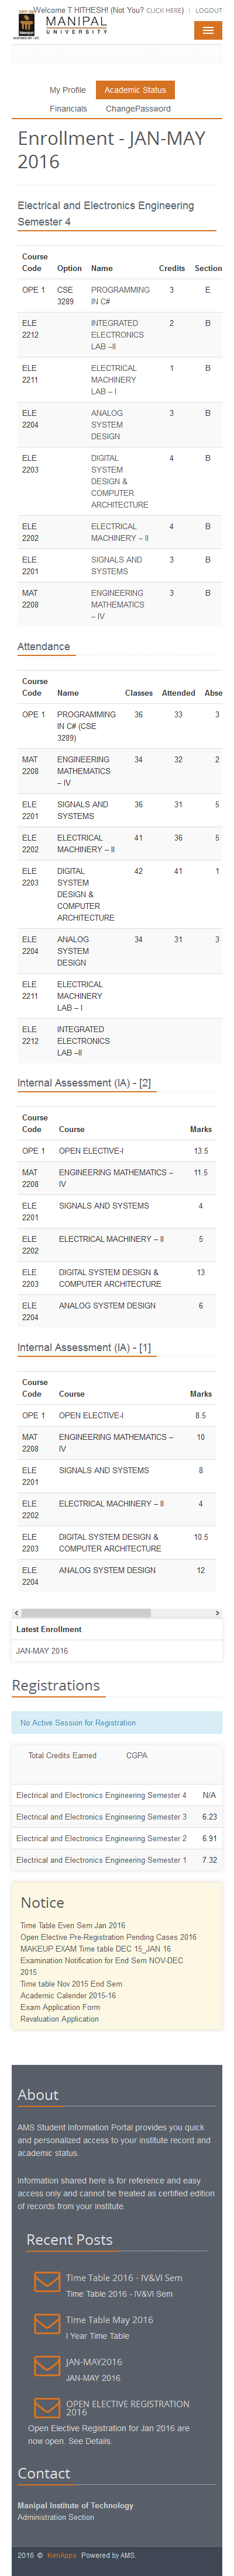 Welcome T HITHESH! (Not You? CLICK HERE) | LOGOUT
MANIPAL
UNIVERSITY
My Profile Academic Status
Financials ChangePassword
Enrollment - JAN-MAY
2016
Electrical and Electronics Engineering
Semester 4
Course
Code Option Name Credits Section
OPE 1 CSE PROGRAMMING 3 E
3289 IN C#
ELE INTEGRATED 2 B
2212 ELECTRONICS
LAB –II
ELE ELECTRICAL 1 B
2211 MACHINERY
LAB – I
ELE ANALOG 3 B
2204 SYSTEM
DESIGN
ELE DIGITAL 4 B
2203 SYSTEM
DESIGN &
COMPUTER
ARCHITECTURE
ELE ELECTRICAL 4 B
2202 MACHINERY – II
ELE SIGNALS AND 3 B
2201 SYSTEMS
MAT ENGINEERING 3 B
2208 MATHEMATICS
– IV
Attendance
Course
Code Name Classes Attended Abse
OPE 1 PROGRAMMING 36 33 3
IN C# (CSE
3289)
MAT ENGINEERING 34 32 2
2208 MATHEMATICS
– IV
ELE SIGNALS AND 36 31 5
2201 SYSTEMS
ELE ELECTRICAL 41 36 5
2202 MACHINERY – II
ELE DIGITAL 42 41 1
2203 SYSTEM
DESIGN &
COMPUTER
ARCHITECTURE
ELE ANALOG 34 31 3
2204 SYSTEM
DESIGN
ELE ELECTRICAL
2211 MACHINERY
LAB – I
ELE INTEGRATED
2212 ELECTRONICS
LAB –II
Internal Assessment (IA) - [2]
Course
Code Course Marks
OPE 1 OPEN ELECTIVE-I 13.5
MAT ENGINEERING MATHEMATICS – 11.5
2208 IV
ELE SIGNALS AND SYSTEMS 4
2201
ELE ELECTRICAL MACHINERY – II 5
2202
ELE DIGITAL SYSTEM DESIGN & 13
2203 COMPUTER ARCHITECTURE
ELE ANALOG SYSTEM DESIGN 6
2204
Internal Assessment (IA) - [1]
Course
Code Course Marks
OPE 1 OPEN ELECTIVE-I 8.5
MAT ENGINEERING MATHEMATICS – 10
2208 IV
ELE SIGNALS AND SYSTEMS 8
2201
ELE ELECTRICAL MACHINERY – II 4
2202
ELE DIGITAL SYSTEM DESIGN & 10.5
2203 COMPUTER ARCHITECTURE
ELE ANALOG SYSTEM DESIGN 12
2204
Latest Enrollment
JAN-MAY 2016
Registrations
No Active Session for Registration
Total Credits Earned CGPA
Electrical and Electronics Engineering Semester 4 N/A
Electrical and Electronics Engineering Semester 3 6.23
Electrical and Electronics Engineering Semester 2 6.91
Electrical and Electronics Engineering Semester 1 7.32
Notice
Time Table Even Sem Jan 2016
Open Elective Pre-Registration Pending Cases 2016
MAKEUP EXAM Time table DEC 15_JAN 16
Examination Notification for End Sem NOV-DEC
2015
Time table Nov 2015 End Sem
Academic Calender 2015-16
Exam Application Form
Revaluation Application
About
AMS Student Information Portal provides you quick
and personalized access to your institute record and
academic status.
Information shared here is for reference and easy
access only and cannot be treated as certified edition
of records from your institute.
Recent Posts
Time Table 2016 - IV&VI Sem
Time Table 2016 - IV&VI Sem
Time Table May 2016
I Year Time Table
JAN-MAY2016
JAN-MAY 2016
OPEN ELECTIVE REGISTRATION
2016
Open Elective Registration for Jan 2016 are
now open. See Details.
Contact
Manipal Institute of Technology
Administration Section
2016 © KenApps Powered by AMS.